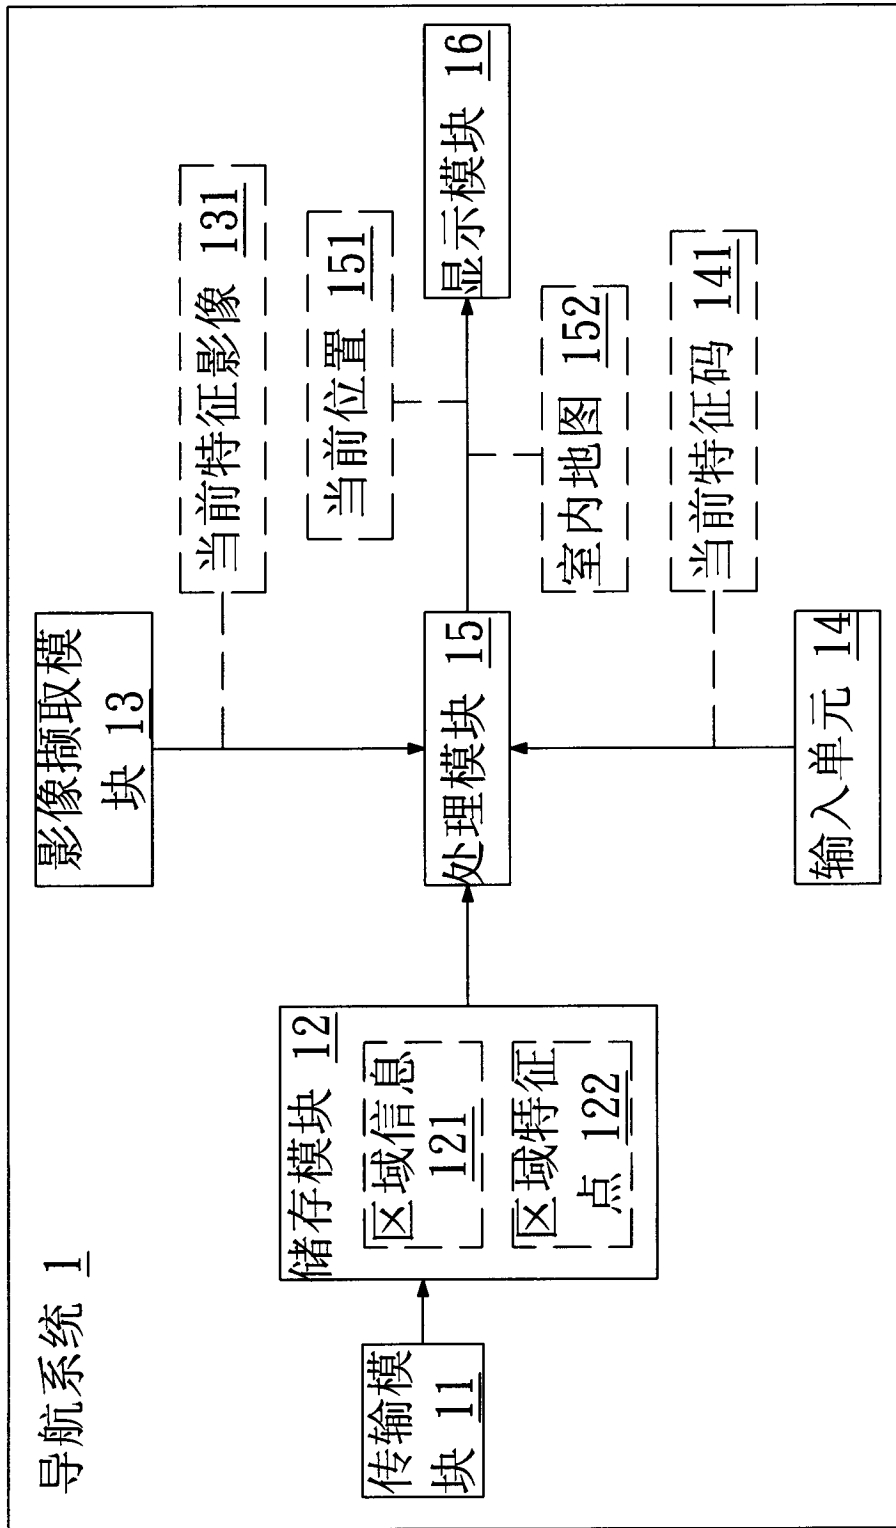 导航系统 1
影像撷取模
块 13
当前特征影像 131
当前位置 151
传输模
块 11
储存模块 12
区域信息
121
区域特征
点 122
处理模块 15
显示模块 16
室内地图 152
当前特征码 141
输入单元 14